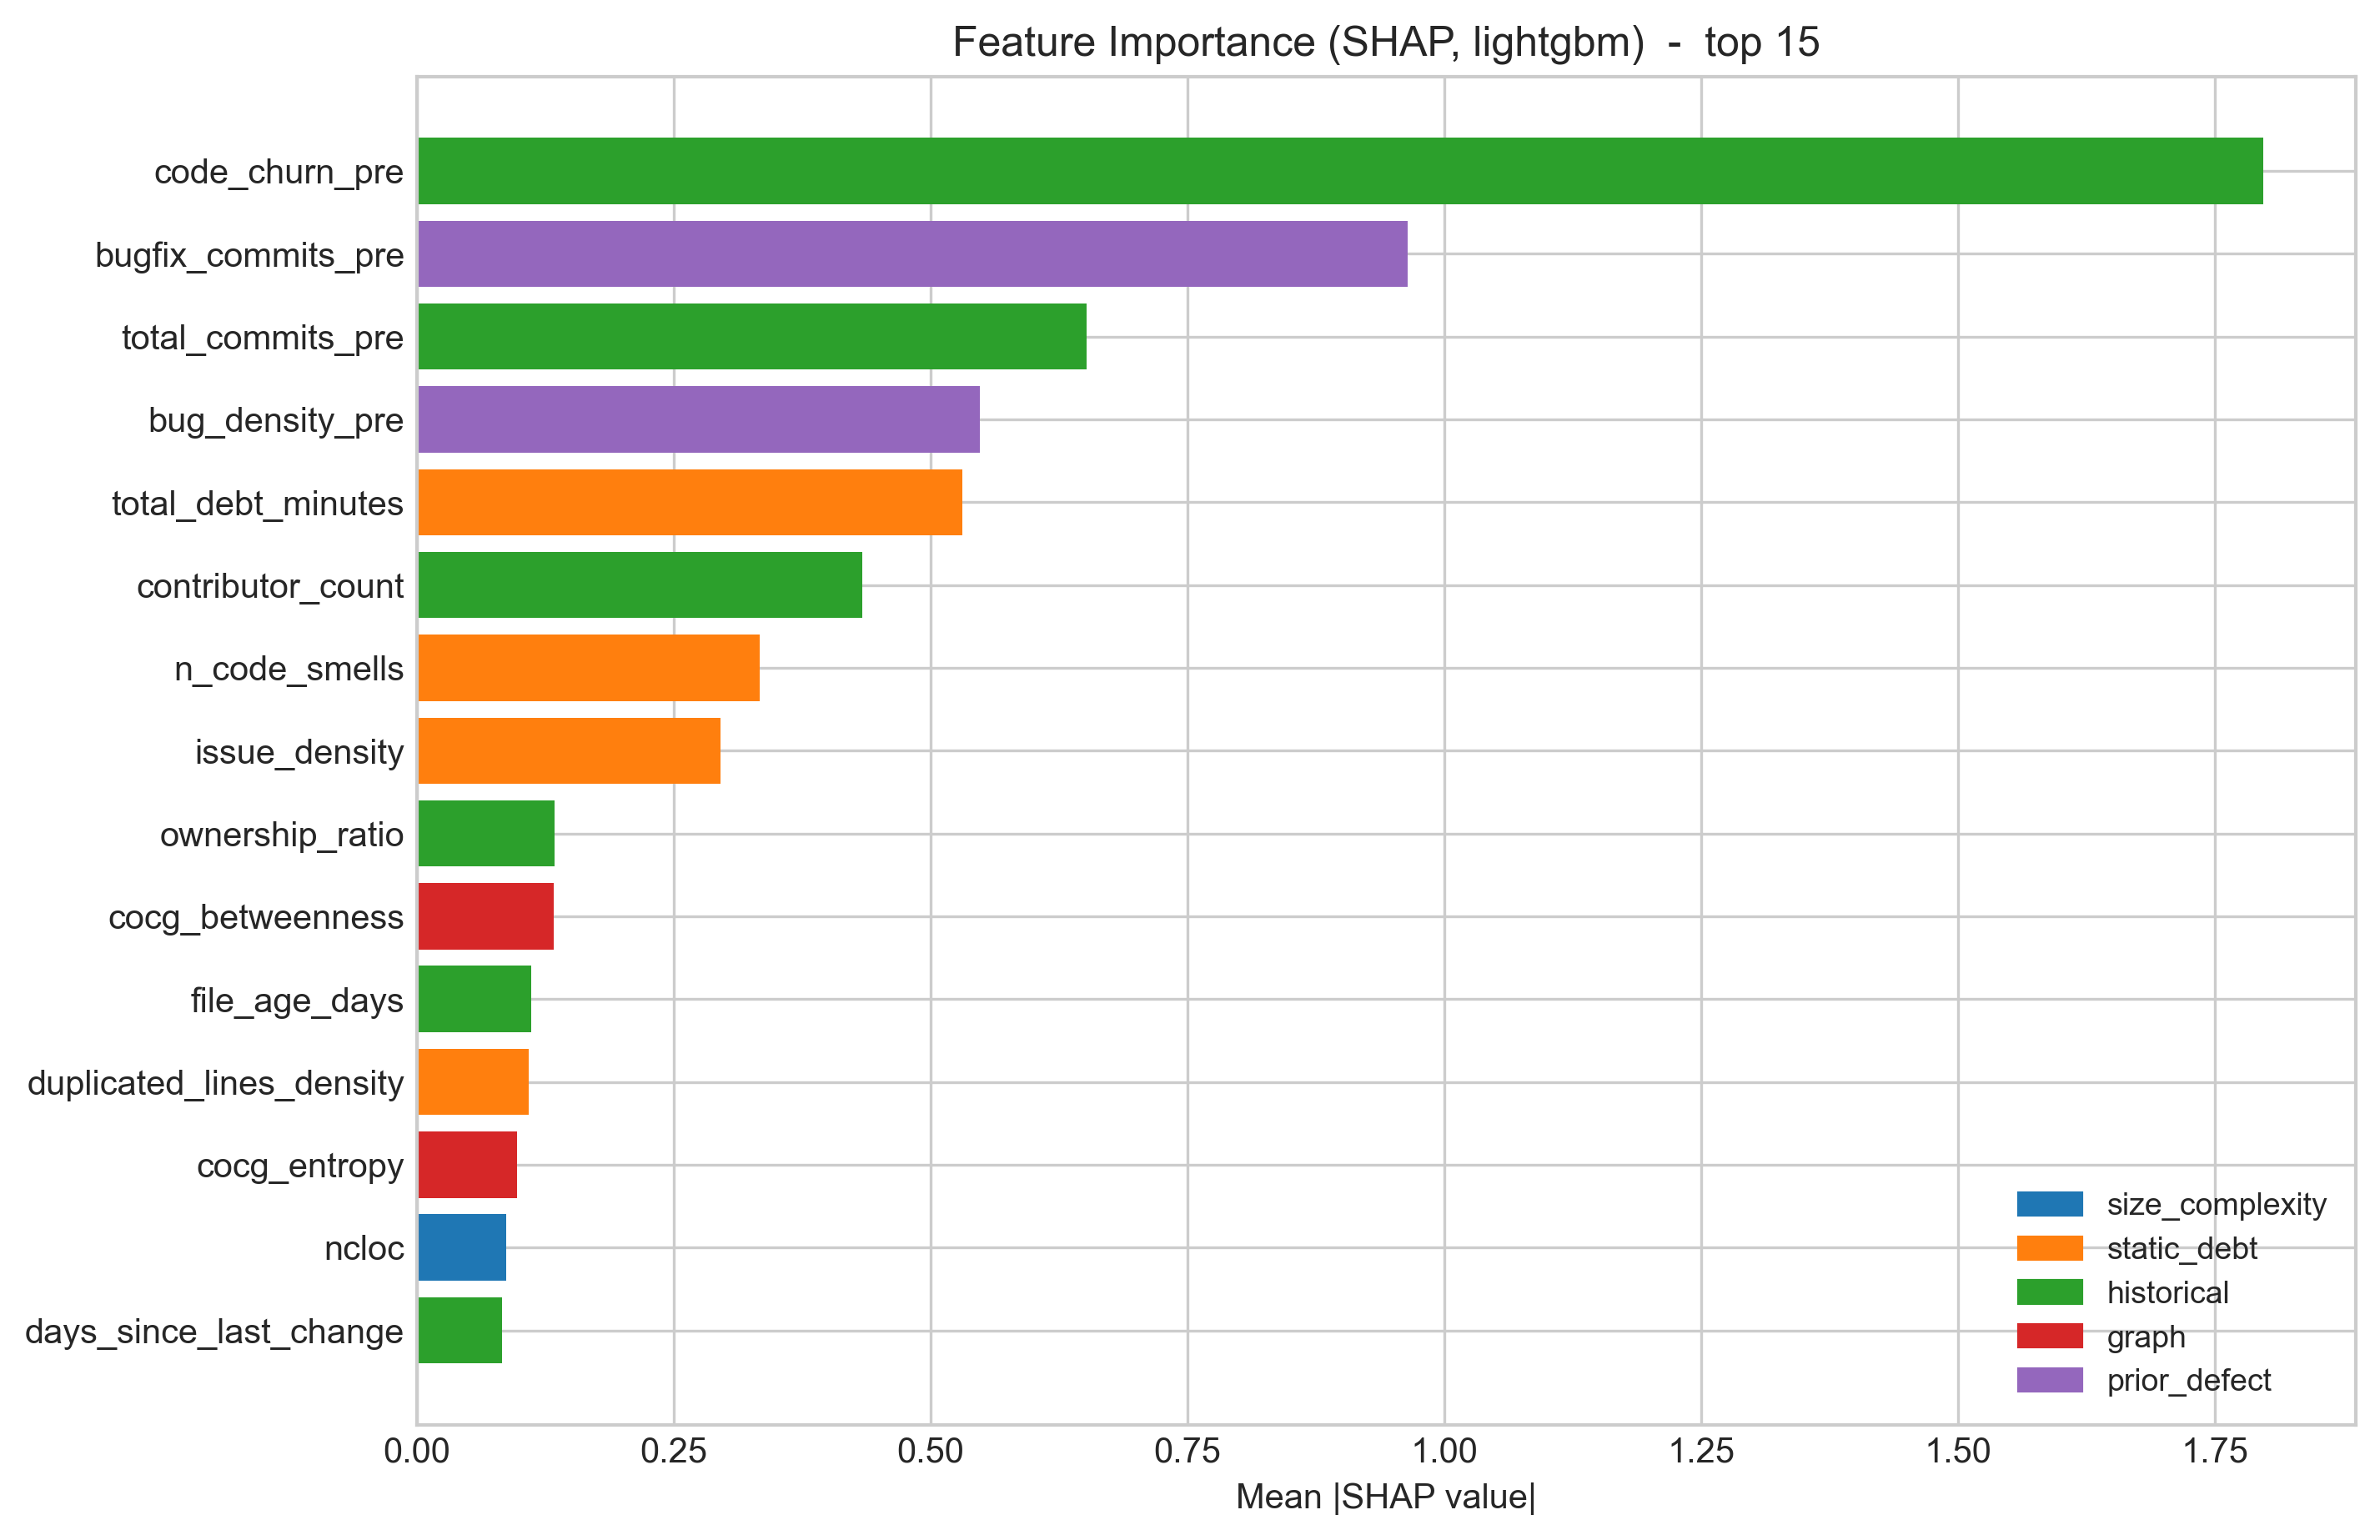 Feature Importance (SHAP, lightgbm)  -  top 15
code_churn_pre
bugfix_commits_pre
total_commits_pre
bug_density_pre
total_debt_minutes
contributor_count
n_code_smells
issue_density
ownership_ratio
cocg_betweenness
file_age_days
duplicated_lines_density
cocg_entropy
ncloc
days_since_last_change
size_complexity
static_debt
historical
graph
prior_defect
0.00 0.25 0.50 0.75 1.00 1.25 1.50 1.75
Mean |SHAP value|